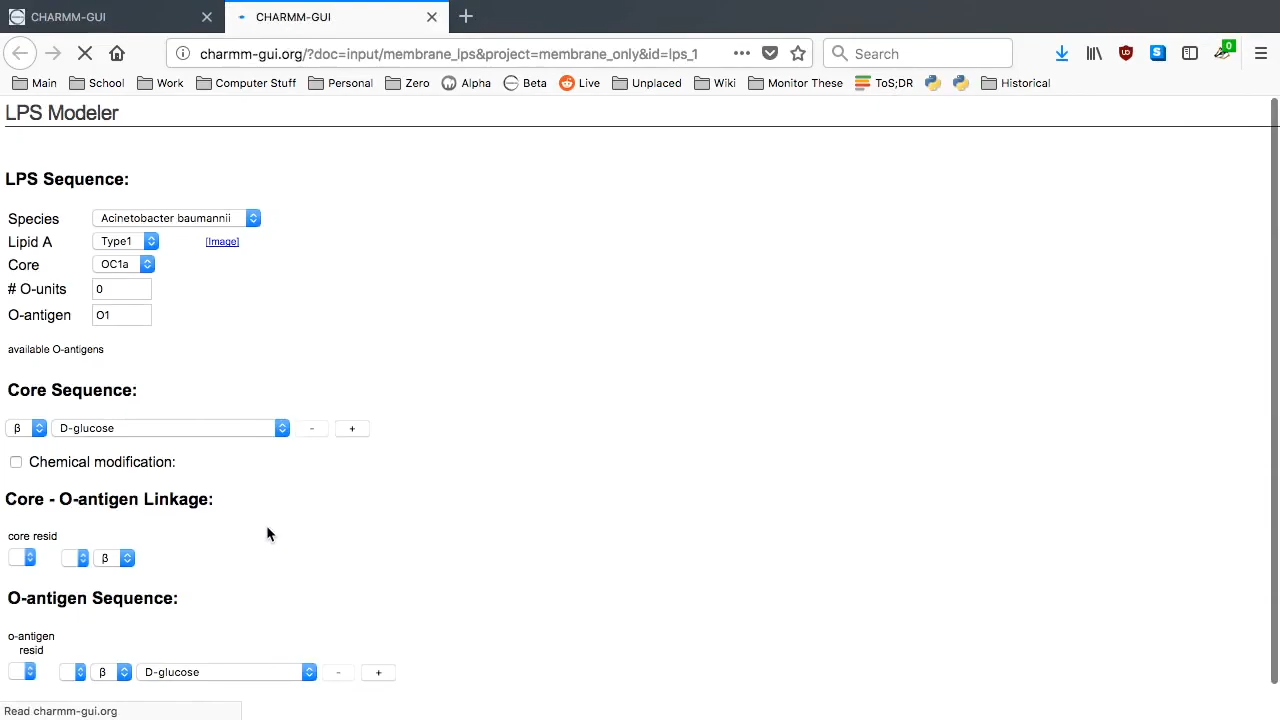 CHARMM-GUI
CHARMM-GUI
charmm-gui.org/?doc=input/membrane_lps&project=membrane_only&id=lps_1
Search
0
Main School Work Computer Stuff Personal Zero Alpha Beta Live Unplaced Wiki Monitor These ToS;DR Historical
LPS Modeler
LPS Sequence:
Species Acinetobacter baumannii
Lipid A Type1 [Image]
Core OC1a
# O-units 0
O-antigen O1
available O-antigens
Core Sequence:
β D-glucose - +
Chemical modification:
Core - O-antigen Linkage:
core resid
β
O-antigen Sequence:
o-antigen
resid
β D-glucose - +
Read charmm-gui.org